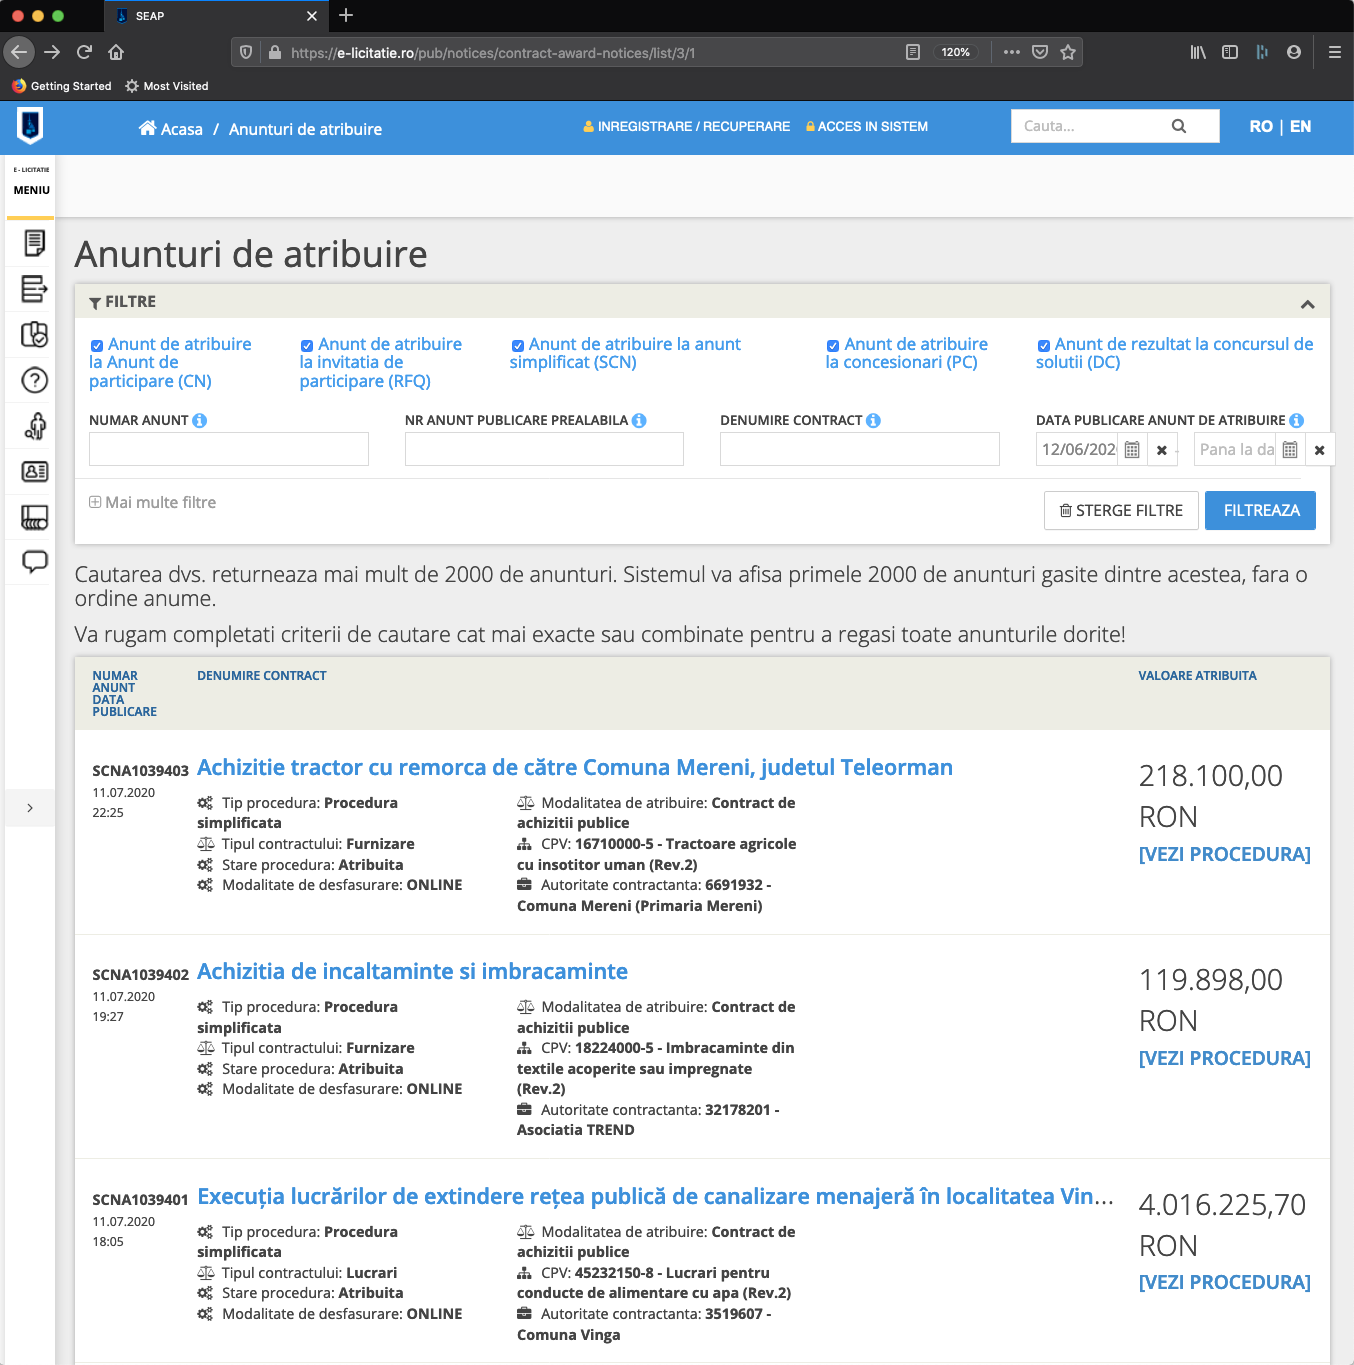 SEAP
https://e-licitatie.ro/pub/notices/contract-award-notices/list/3/1
120%
Getting Started
Most Visited
Acasa / Anunturi de atribuire
INREGISTRARE / RECUPERARE
ACCES IN SISTEM
Cauta...
RO | EN
E - LICITATIE
MENIU
Anunturi de atribuire
FILTRE
Anunt de atribuire
la Anunt de
participare (CN)
Anunt de atribuire
la invitatia de
participare (RFQ)
Anunt de atribuire la anunt
simplificat (SCN)
Anunt de atribuire
la concesionari (PC)
Anunt de rezultat la concursul de
solutii (DC)
NUMAR ANUNT
NR ANUNT PUBLICARE PREALABILA
DENUMIRE CONTRACT
DATA PUBLICARE ANUNT DE ATRIBUIRE
12/06/202
-
Pana la da
Mai multe filtre
STERGE FILTRE
FILTREAZA
Cautarea dvs. returneaza mai mult de 2000 de anunturi. Sistemul va afisa primele 2000 de anunturi gasite dintre acestea, fara o
ordine anume.
Va rugam completati criterii de cautare cat mai exacte sau combinate pentru a regasi toate anunturile dorite!
NUMAR
ANUNT
DATA
PUBLICARE
DENUMIRE CONTRACT
VALOARE ATRIBUITA
SCNA1039403
11.07.2020
22:25
Achizitie tractor cu remorca de către Comuna Mereni, judetul Teleorman
Tip procedura: Procedura
simplificata
Tipul contractului: Furnizare
Stare procedura: Atribuita
Modalitate de desfasurare: ONLINE
Modalitatea de atribuire: Contract de
achizitii publice
CPV: 16710000-5 - Tractoare agricole
cu insotitor uman (Rev.2)
Autoritate contractanta: 6691932 -
Comuna Mereni (Primaria Mereni)
218.100,00
RON
[VEZI PROCEDURA]
SCNA1039402
11.07.2020
19:27
Achizitia de incaltaminte si imbracaminte
Tip procedura: Procedura
simplificata
Tipul contractului: Furnizare
Stare procedura: Atribuita
Modalitate de desfasurare: ONLINE
Modalitatea de atribuire: Contract de
achizitii publice
CPV: 18224000-5 - Imbracaminte din
textile acoperite sau impregnate
(Rev.2)
Autoritate contractanta: 32178201 -
Asociatia TREND
119.898,00
RON
[VEZI PROCEDURA]
SCNA1039401
11.07.2020
18:05
Execuția lucrărilor de extindere rețea publică de canalizare menajeră în localitatea Vin...
Tip procedura: Procedura
simplificata
Tipul contractului: Lucrari
Stare procedura: Atribuita
Modalitate de desfasurare: ONLINE
Modalitatea de atribuire: Contract de
achizitii publice
CPV: 45232150-8 - Lucrari pentru
conducte de alimentare cu apa (Rev.2)
Autoritate contractanta: 3519607 -
Comuna Vinga
4.016.225,70
RON
[VEZI PROCEDURA]